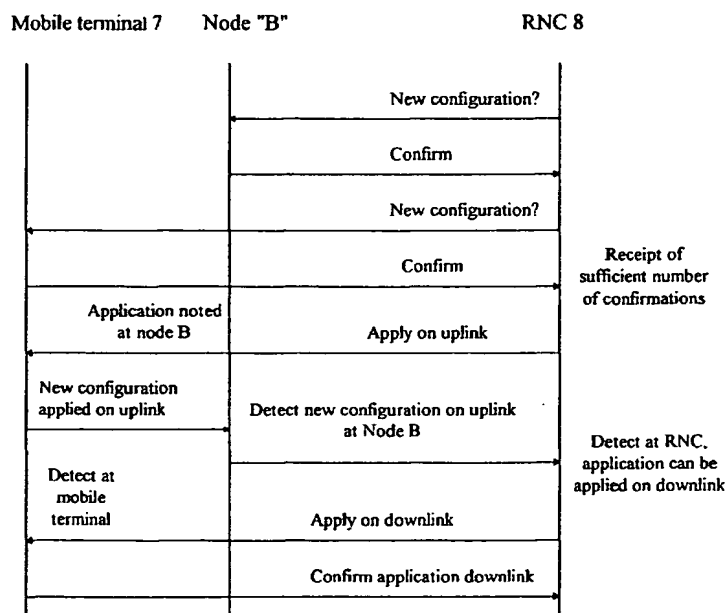 Mobile terminal 7
Node "B"
RNC 8
New configuration?
Confirm
New configuration?
Confirm
Receipt of
sufficient number
of confirmations
Application noted
at node B
Apply on uplink
New configuration
applied on uplink
Detect new configuration on uplink
at Node B
Detect at RNC,
application can be
applied on downlink
Detect at
mobile
terminal
Apply on downlink
Confirm application downlink